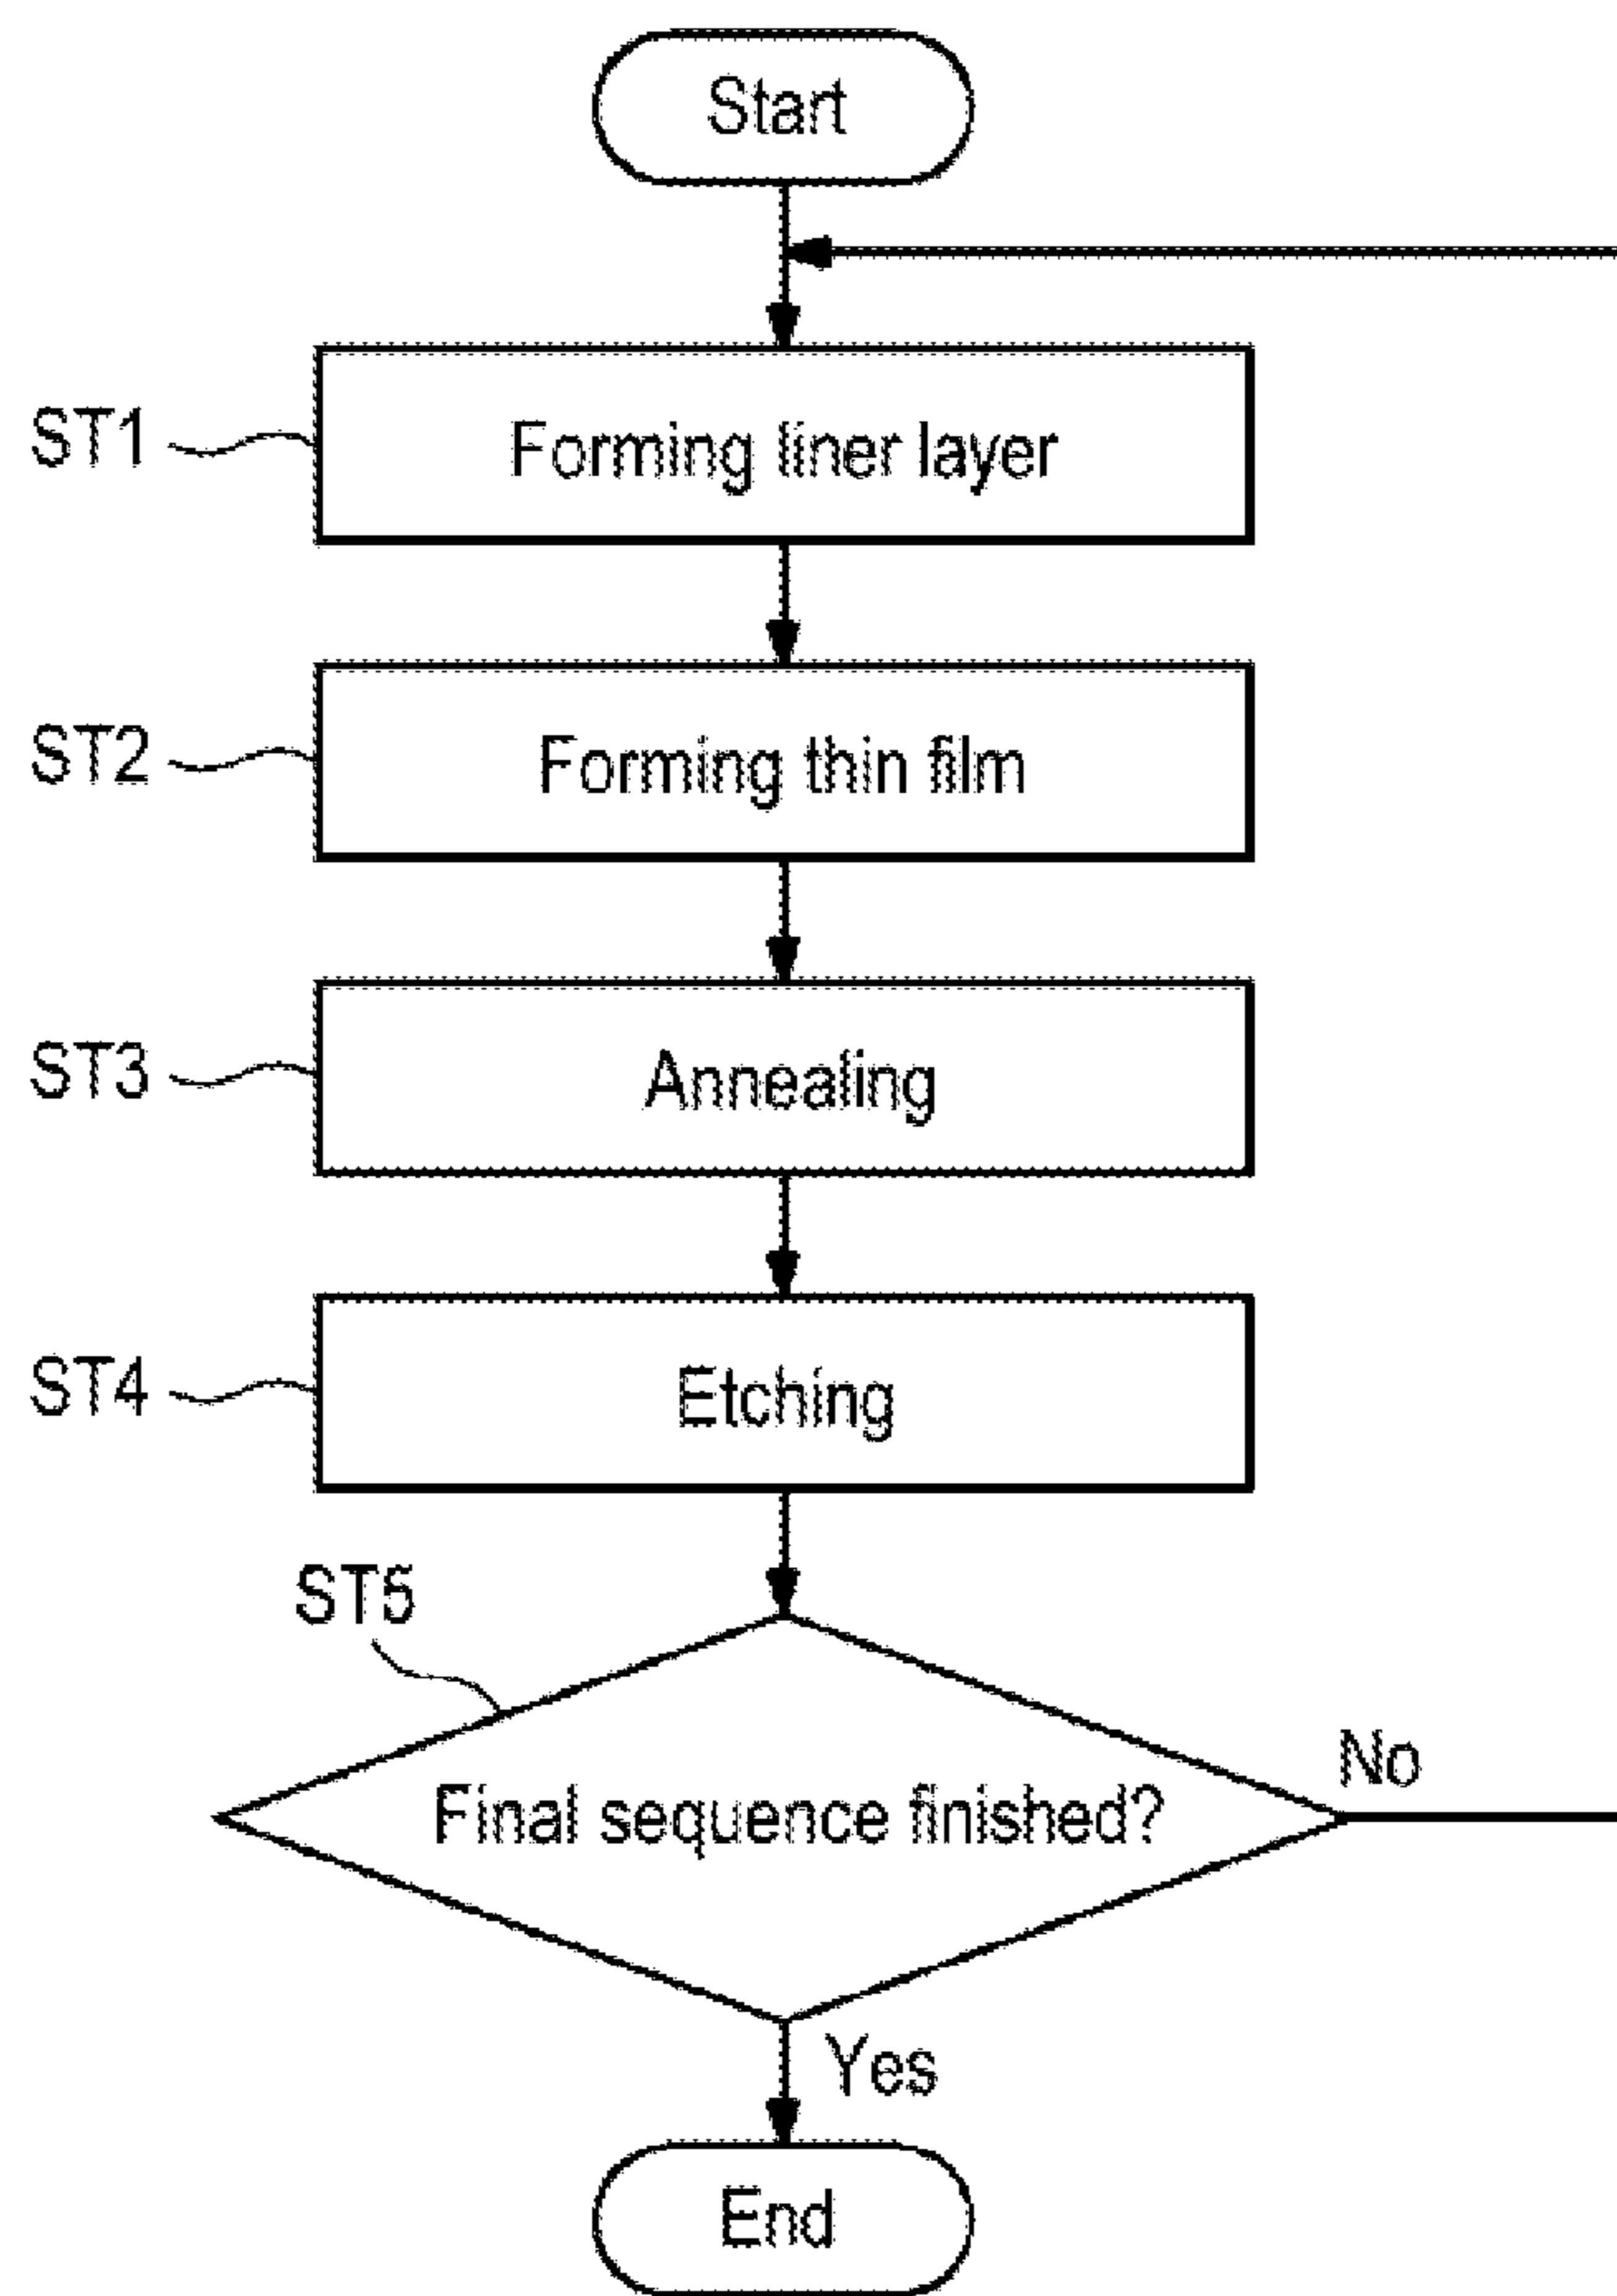 Start
ST1
Forming liner layer
ST2
Forming thin film
ST3
Annealing
ST4
Etching
ST5
Final sequence finished?
No
Yes
End